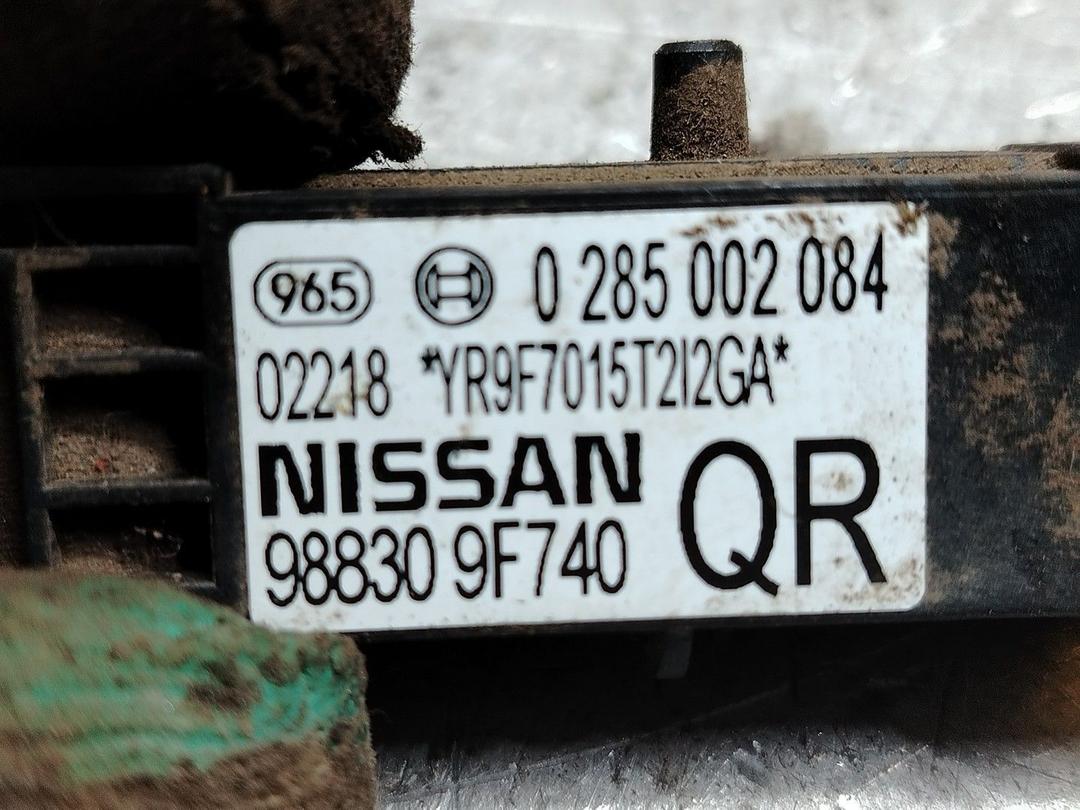 965 0 285 002 084
02218 *YR9F7015T2I2GA*
NISSAN QR
98830 9F740